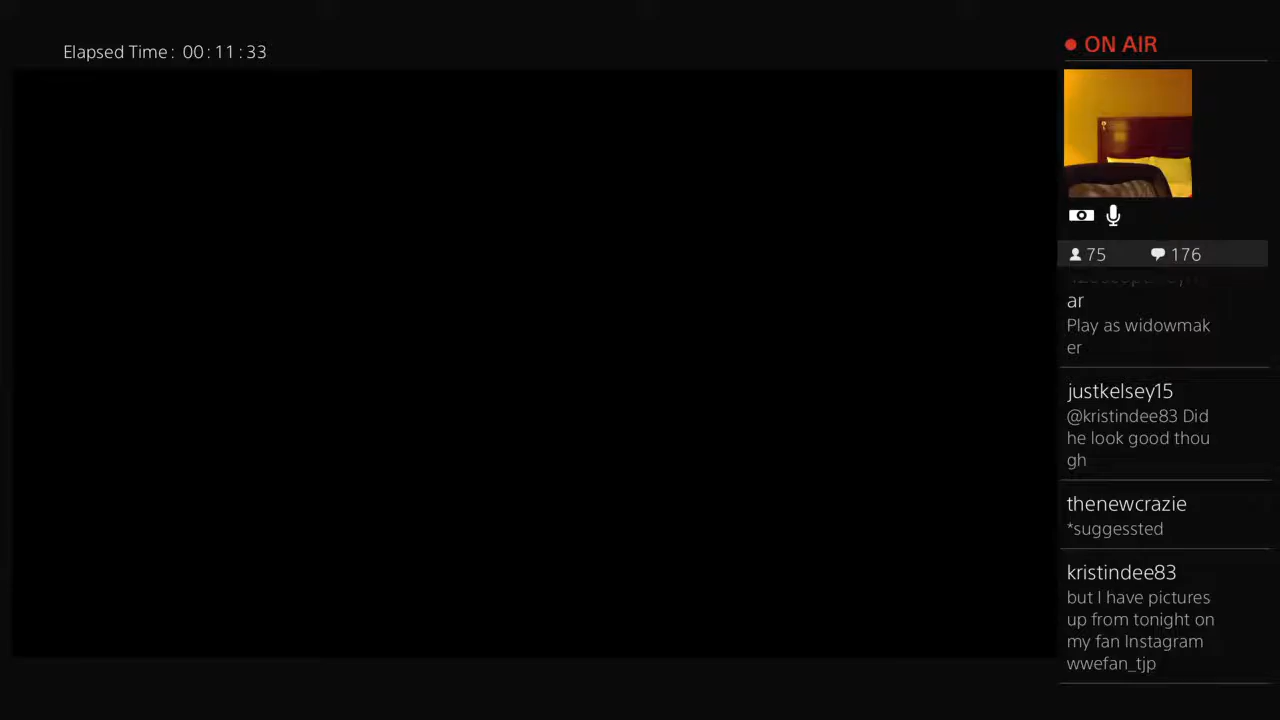 Elapsed Time: 00:11:33
ON AIR
75 176
ar
Play as widowmak
er
justkelsey15
@kristindee83 Did
he look good thou
gh
thenewcrazie
*suggessted
kristindee83
but I have pictures
up from tonight on
my fan Instagram
wwefan_tjp